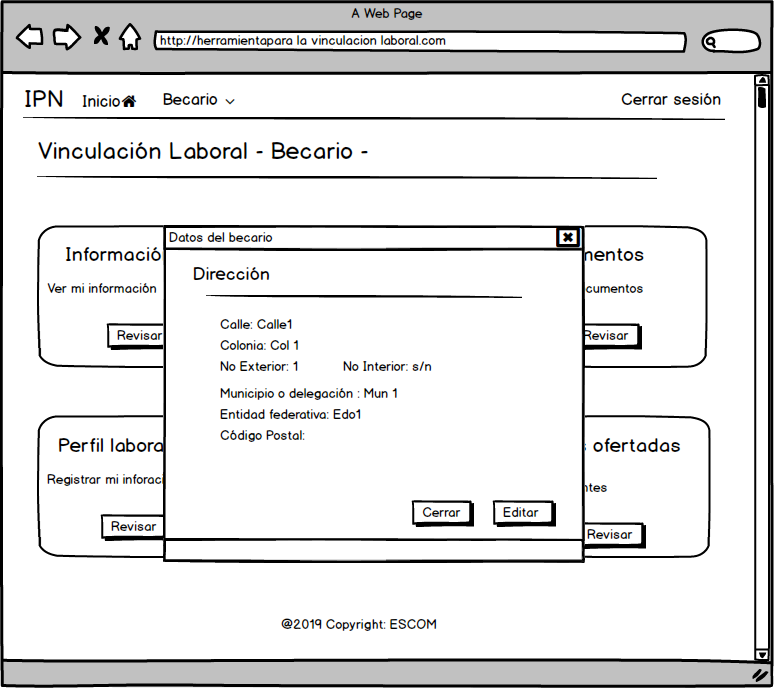 A Web Page
http://herramientapara la vinculacion laboral.com
IPN Inicio Becario Cerrar sesión
Vinculación Laboral - Becario -
Datos del becario
Informació
mentos
Ver mi información
cumentos
Revisar
Revisar
Dirección
Calle: Calle1
Colonia: Col 1
No Exterior: 1 No Interior: s/n
Municipio o delegación : Mun 1
Entidad federativa: Edo1
Código Postal:
Perfil labora
s ofertadas
Registrar mi inforaci
ntes
Revisar
Revisar
Cerrar Editar
@2019 Copyright: ESCOM